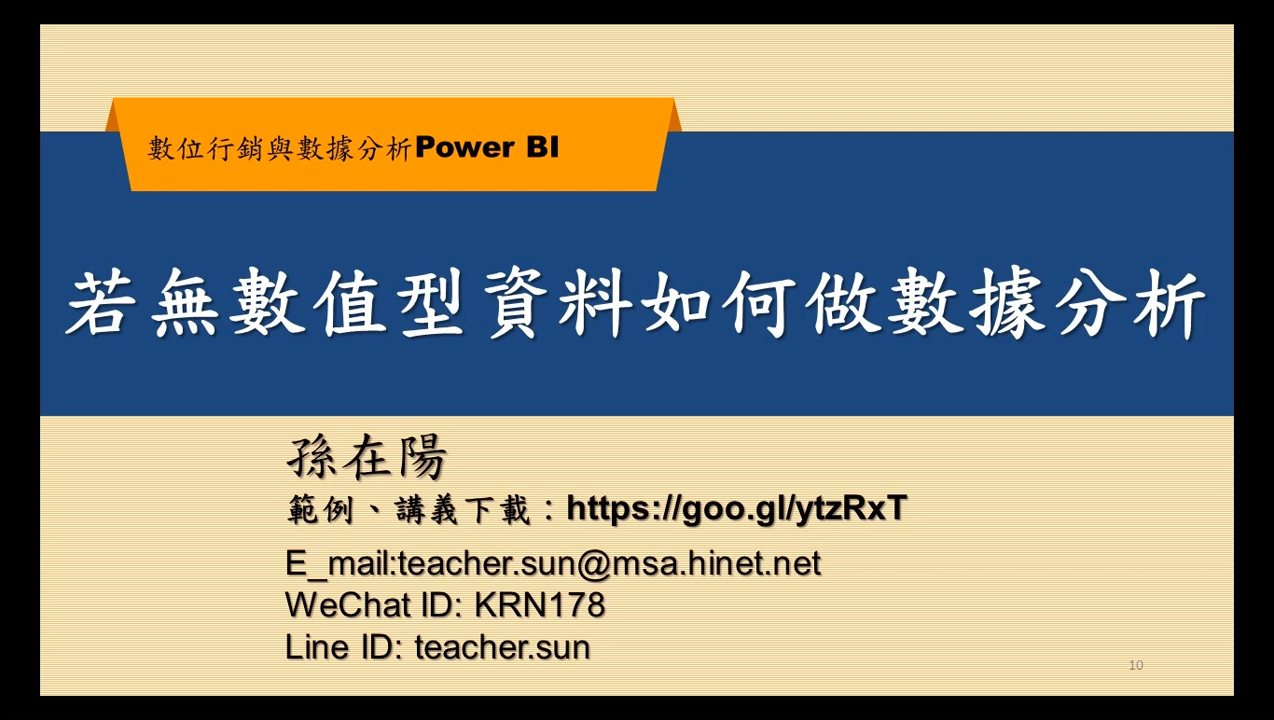 數位行銷與數據分析Power BI
若無數值型資料如何做數據分析
孫在陽
範例、講義下載：https://goo.gl/ytzRxT
E_mail:teacher.sun@msa.hinet.net
WeChat ID: KRN178
Line ID: teacher.sun
10